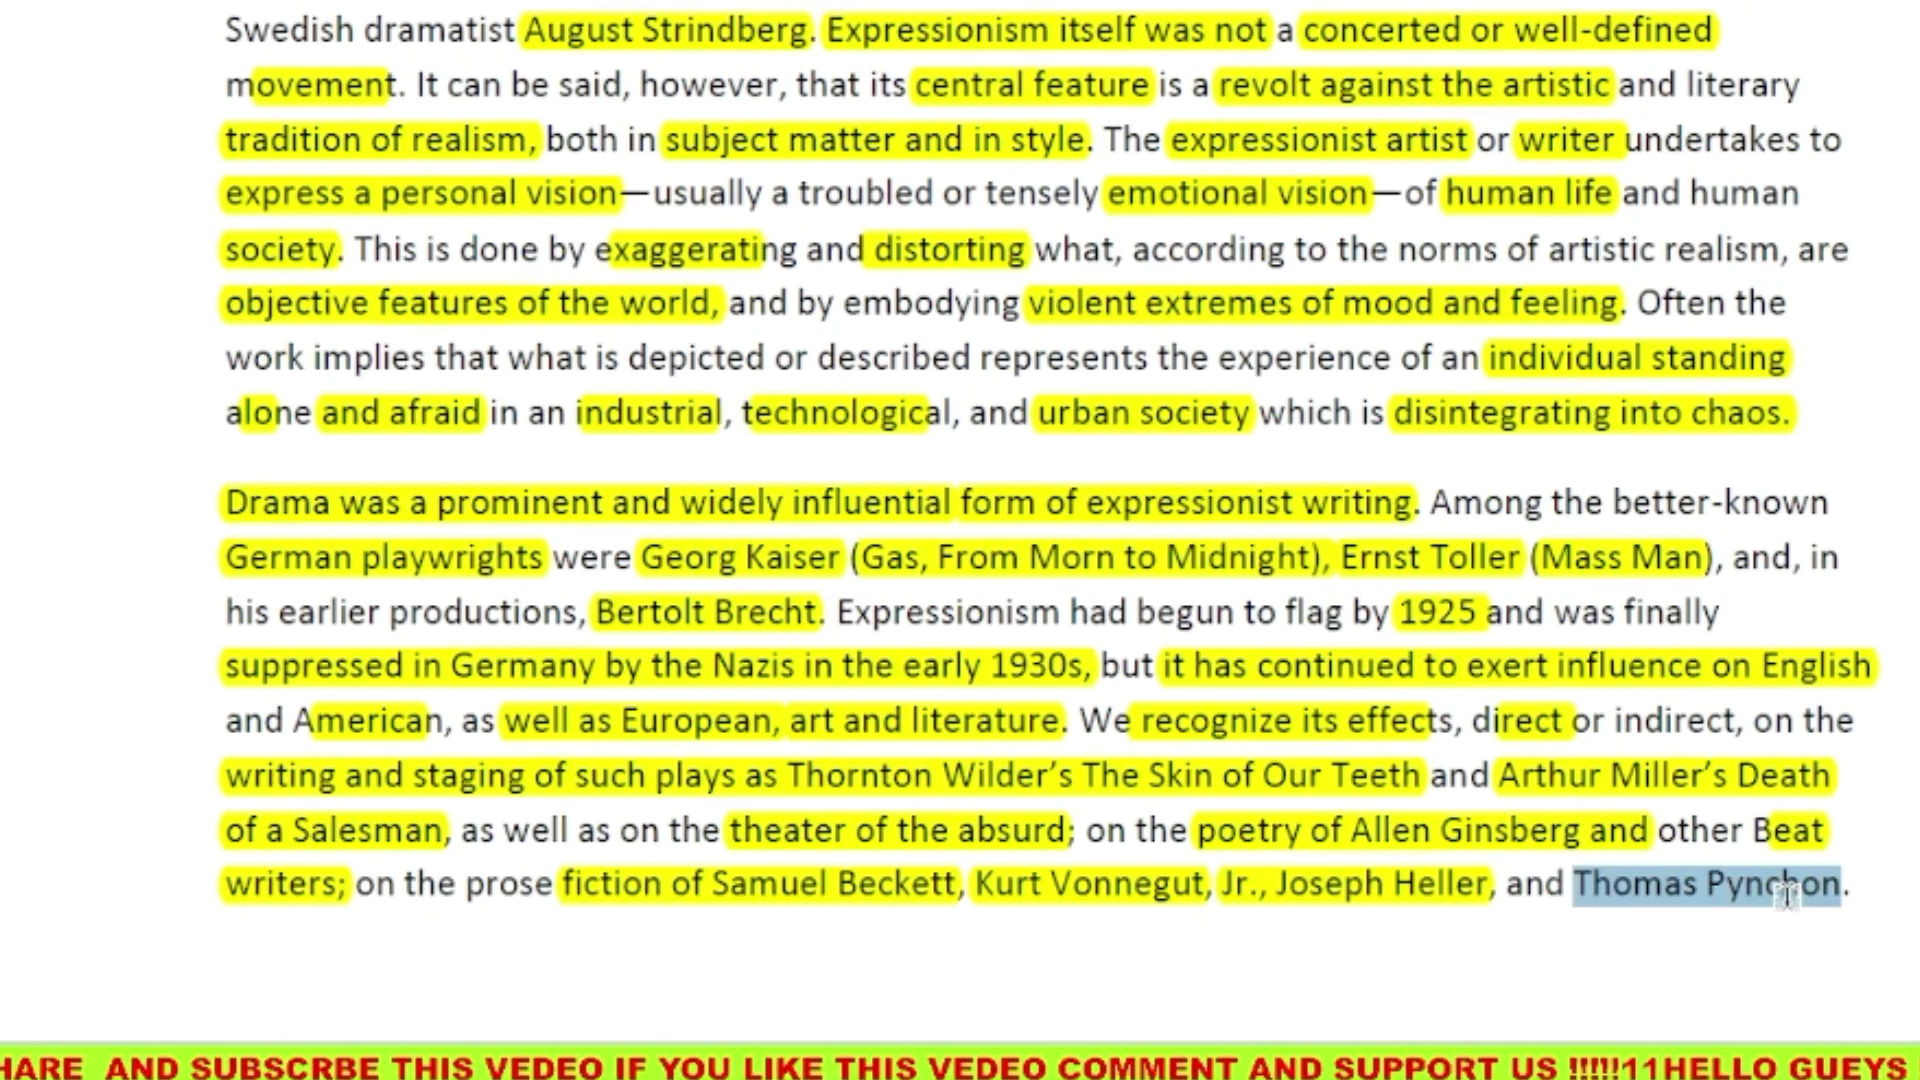 Swedish dramatist August Strindberg. Expressionism itself was not a concerted or well-defined
movement. It can be said, however, that its central feature is a revolt against the artistic and literary
tradition of realism, both in subject matter and in style. The expressionist artist or writer undertakes to
express a personal vision—usually a troubled or tensely emotional vision—of human life and human
society. This is done by exaggerating and distorting what, according to the norms of artistic realism, are
objective features of the world, and by embodying violent extremes of mood and feeling. Often the
work implies that what is depicted or described represents the experience of an individual standing
alone and afraid in an industrial, technological, and urban society which is disintegrating into chaos.
Drama was a prominent and widely influential form of expressionist writing. Among the better-known
German playwrights were Georg Kaiser (Gas, From Morn to Midnight), Ernst Toller (Mass Man), and, in
his earlier productions, Bertolt Brecht. Expressionism had begun to flag by 1925 and was finally
suppressed in Germany by the Nazis in the early 1930s, but it has continued to exert influence on English
and American, as well as European, art and literature. We recognize its effects, direct or indirect, on the
writing and staging of such plays as Thornton Wilder’s The Skin of Our Teeth and Arthur Miller’s Death
of a Salesman, as well as on the theater of the absurd; on the poetry of Allen Ginsberg and other Beat
writers; on the prose fiction of Samuel Beckett, Kurt Vonnegut, Jr., Joseph Heller, and Thomas Pynchon.
HARE AND SUBSCRBE THIS VEDEO IF YOU LIKE THIS VEDEO COMMENT AND SUPPORT US !!!!!11HELLO GUEYS